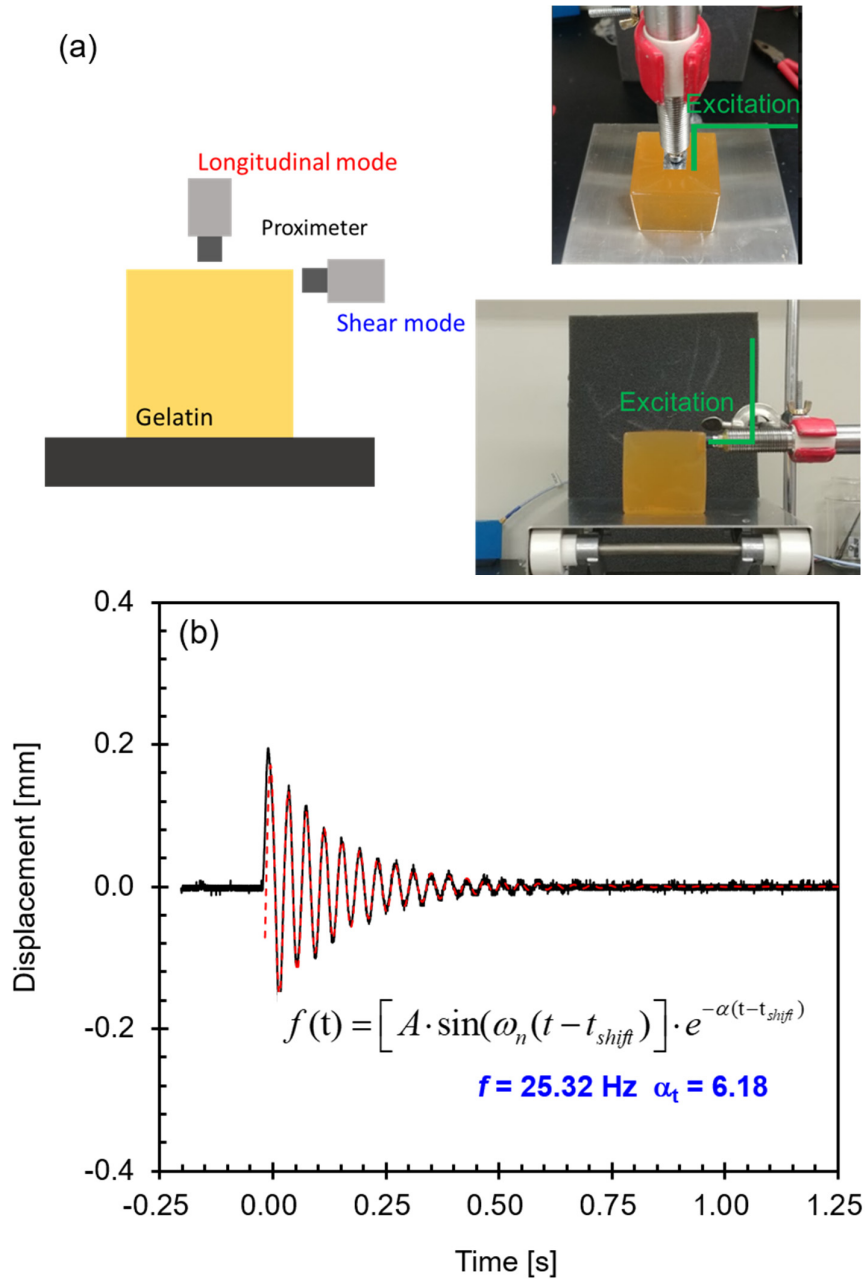 (a)
Excitation
Longitudinal mode
Proximeter
Shear mode
Excitation
Gelatin
(b)
0.4
0.2
0.0
-0.2
-0.4
Displacement [mm]
f(t) = [A·sin(ωₙ(t−t_shift)]·e^−α(t−t_shift)
f = 25.32 Hz αₜ = 6.18
-0.25 0.00 0.25 0.50 0.75 1.00 1.25
Time [s]